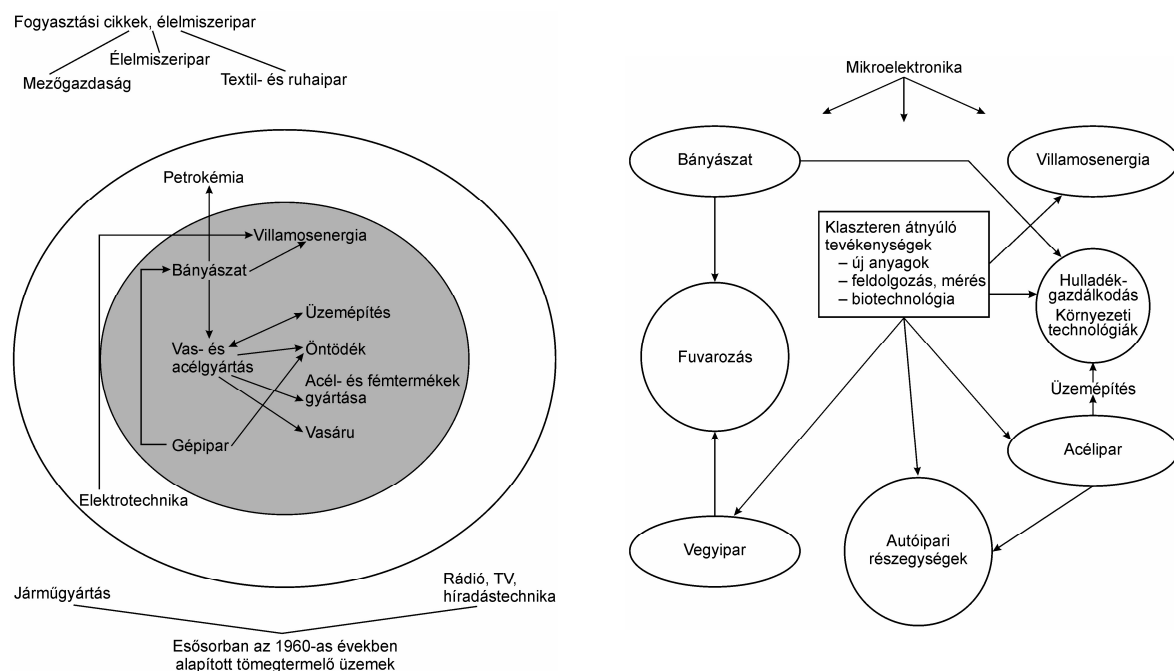 Fogyasztási cikkek, élelmiszeripar
Élelmiszeripar
Mezőgazdaság
Textil- és ruhaipar
Petrokémia
Villamosenergia
Bányászat
Üzemépítés
Vas- és
acélgyártás
Öntödék
Acél- és fémtermékek
gyártása
Vasáru
Gépipar
Elektrotechnika
Járműgyártás
Rádió, TV,
híradástechnika
Esősorban az 1960-as években
alapított tömegtermelő üzemek
Mikroelektronika
Bányászat
Villamosenergia
Klaszteren átnyúló
tevékenységek
– új anyagok
– feldolgozás, mérés
– biotechnológia
Hulladék-
gazdálkodás
Környezeti
technológiák
Fuvarozás
Üzemépítés
Acélipar
Vegyipar
Autóipari
részegységek